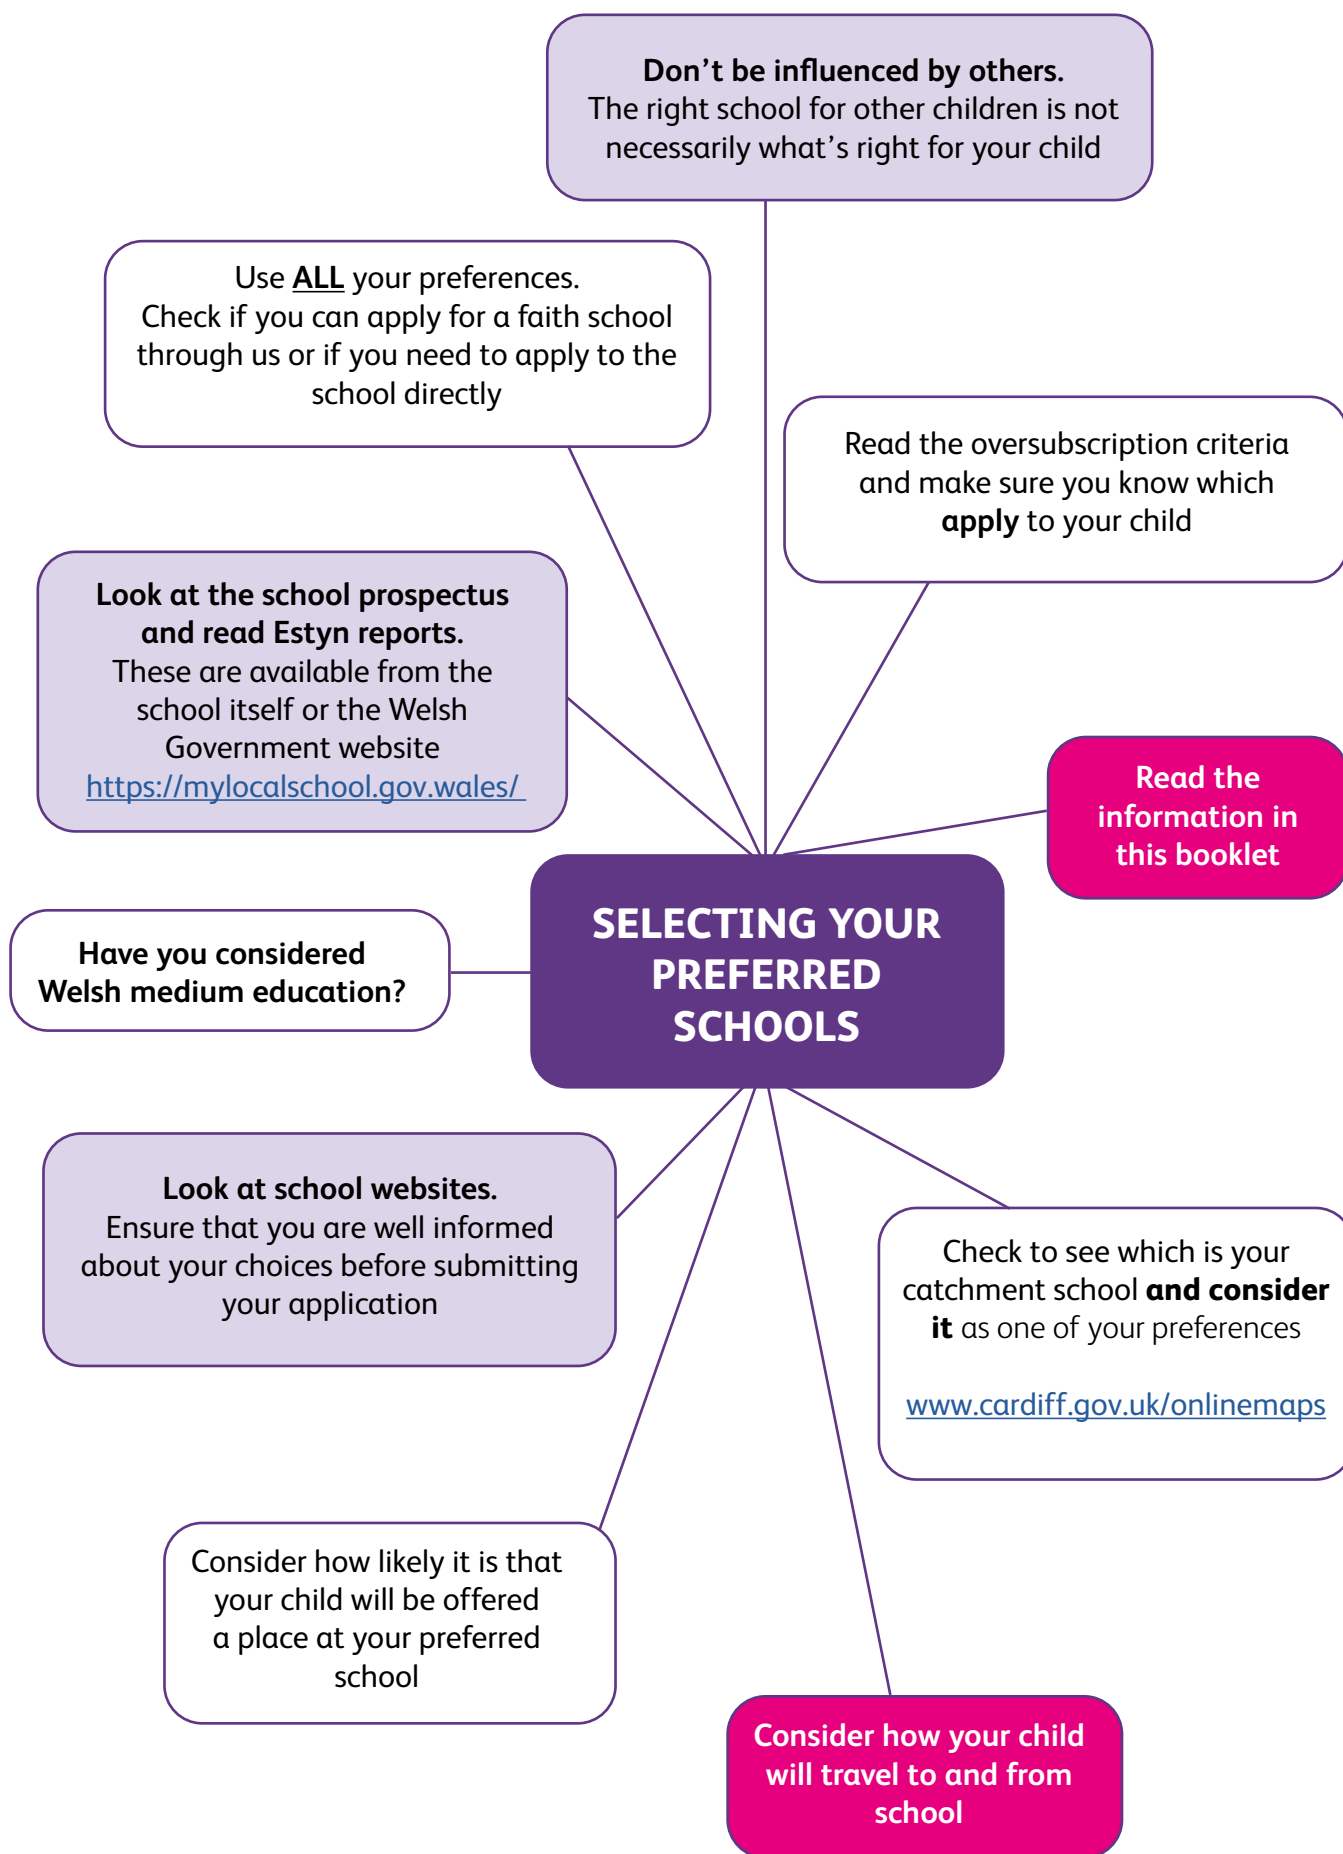 Don’t be influenced by others.
The right school for other children is not
necessarily what’s right for your child
Use ALL your preferences.
Check if you can apply for a faith school
through us or if you need to apply to the
school directly
Read the oversubscription criteria
and make sure you know which
apply to your child
Look at the school prospectus
and read Estyn reports.
These are available from the
school itself or the Welsh
Government website
https://mylocalschool.gov.wales/
Read the
information in
this booklet
SELECTING YOUR
PREFERRED
SCHOOLS
Have you considered
Welsh medium education?
Look at school websites.
Ensure that you are well informed
about your choices before submitting
your application
Check to see which is your
catchment school and consider
it as one of your preferences
www.cardiff.gov.uk/onlinemaps
Consider how likely it is that
your child will be offered
a place at your preferred
school
Consider how your child
will travel to and from
school